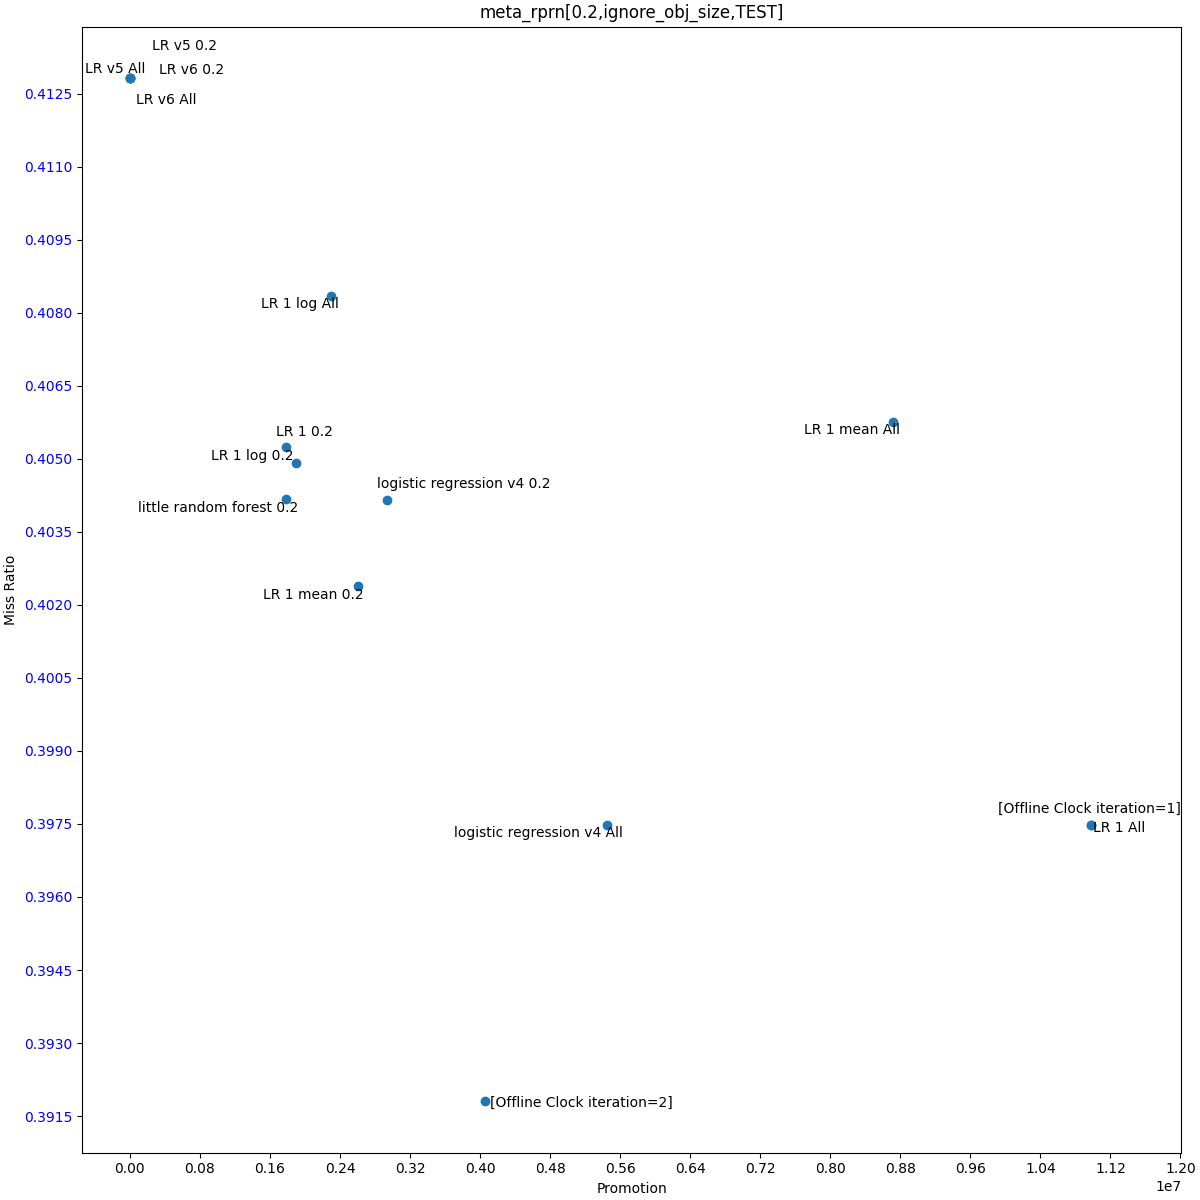 meta_rprn[0.2,ignore_obj_size,TEST]
LR v5 0.2
LR v5 All
LR v6 0.2
LR v6 All
LR 1 log All
LR 1 mean All
LR 1 0.2
LR 1 log 0.2
logistic regression v4 0.2
little random forest 0.2
LR 1 mean 0.2
[Offline Clock iteration=1]
LR 1 All
logistic regression v4 All
[Offline Clock iteration=2]
Miss Ratio
0.4125
0.4110
0.4095
0.4080
0.4065
0.4050
0.4035
0.4020
0.4005
0.3990
0.3975
0.3960
0.3945
0.3930
0.3915
0.00 0.08 0.16 0.24 0.32 0.40 0.48 0.56 0.64 0.72 0.80 0.88 0.96 1.04 1.12 1.20
1e7
Promotion